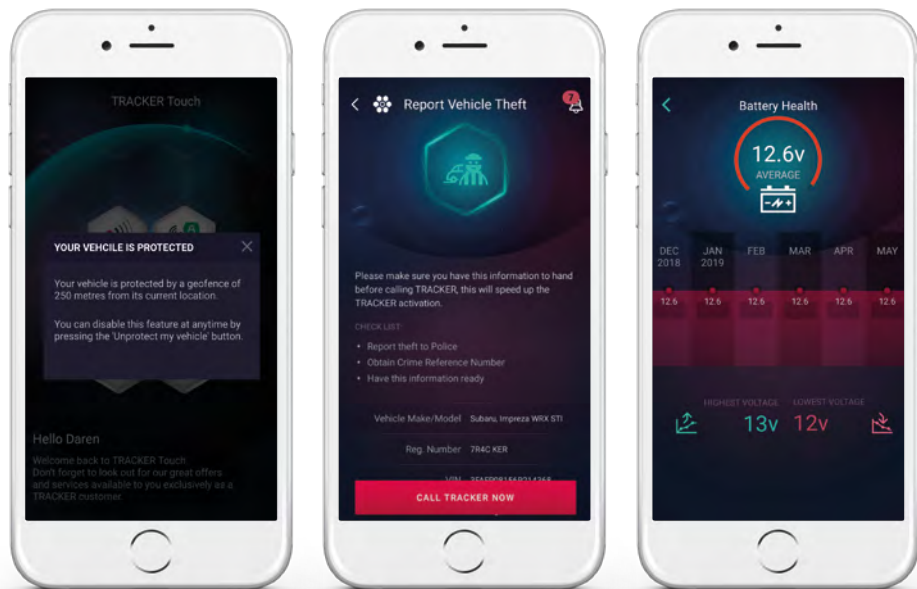 TRACKER Touch
YOUR VEHCILE IS PROTECTED
Your vehicle is protected by a geofence of
250 metres from its current location.
You can disable this feature at anytime by
pressing the 'Unprotect my vehicle' button.
Hello Daren
Welcome back to TRACKER Touch
Don't forget to look out for our great offers
and services available to you exclusively as a
TRACKER customer.
Report Vehicle Theft
7
Please make sure you have this information to hand
before calling TRACKER, this will speed up the
TRACKER activation.
CHECK LIST:
• Report theft to Police
• Obtain Crime Reference Number
• Have this information ready
Vehicle Make/Model Subaru, Impreza WRX STI
Reg. Number 7R4C KER
VIN
CALL TRACKER NOW
Battery Health
12.6v
AVERAGE
DEC JAN FEB MAR APR MAY
2018 2019
12.6 12.6 12.6 12.6 12.6 12.6
HIGHEST VOLTAGE LOWEST VOLTAGE
13v 12v